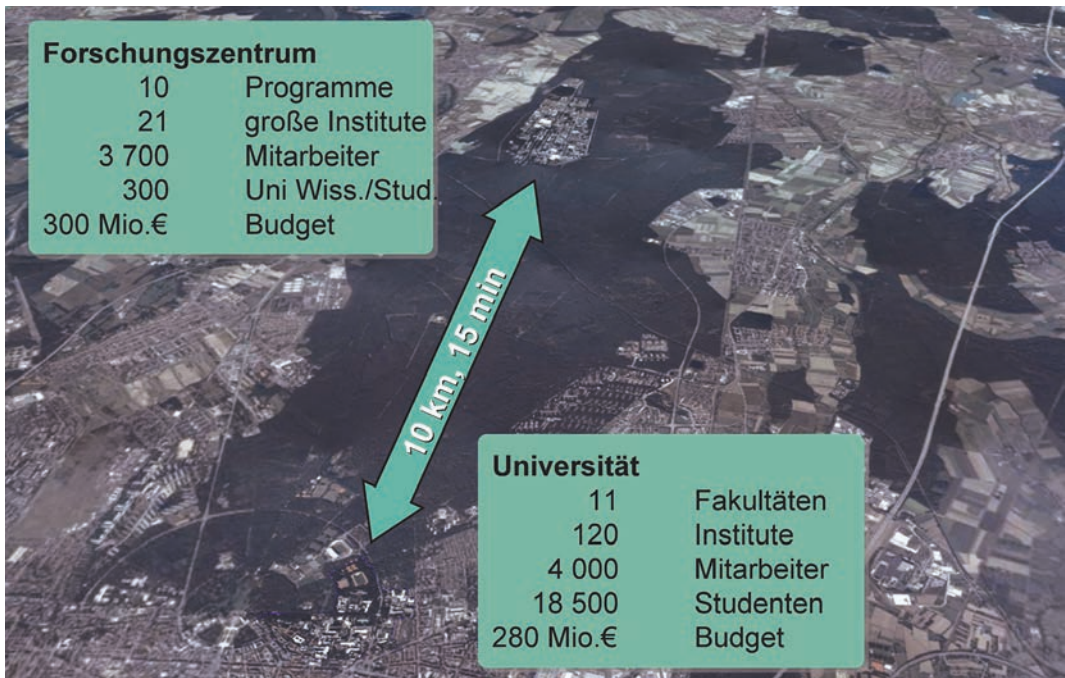 Forschungszentrum
10 Programme
21 große Institute
3 700 Mitarbeiter
300 Uni Wiss./Stud.
300 Mio.€ Budget
10 km, 15 min
Universität
11 Fakultäten
120 Institute
4 000 Mitarbeiter
18 500 Studenten
280 Mio.€ Budget